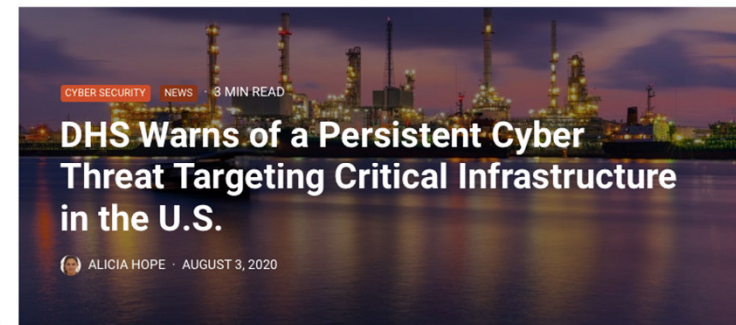 CYBER SECURITY NEWS · 3 MIN READ
DHS Warns of a Persistent Cyber
Threat Targeting Critical Infrastructure
in the U.S.
ALICIA HOPE · AUGUST 3, 2020